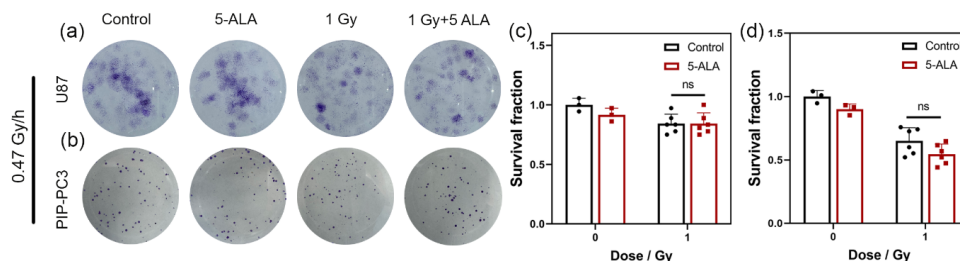 Control 5-ALA 1 Gy 1 Gy+5 ALA
(a)
U87
0.47 Gy/h
(b)
PIP-PC3
(c)
Survival fraction
1.5
1.0
0.5
0.0
Control
5-ALA
ns
0 1
Dose / Gy
(d)
Survival fraction
1.5
1.0
0.5
0.0
Control
5-ALA
ns
0 1
Dose / Gy